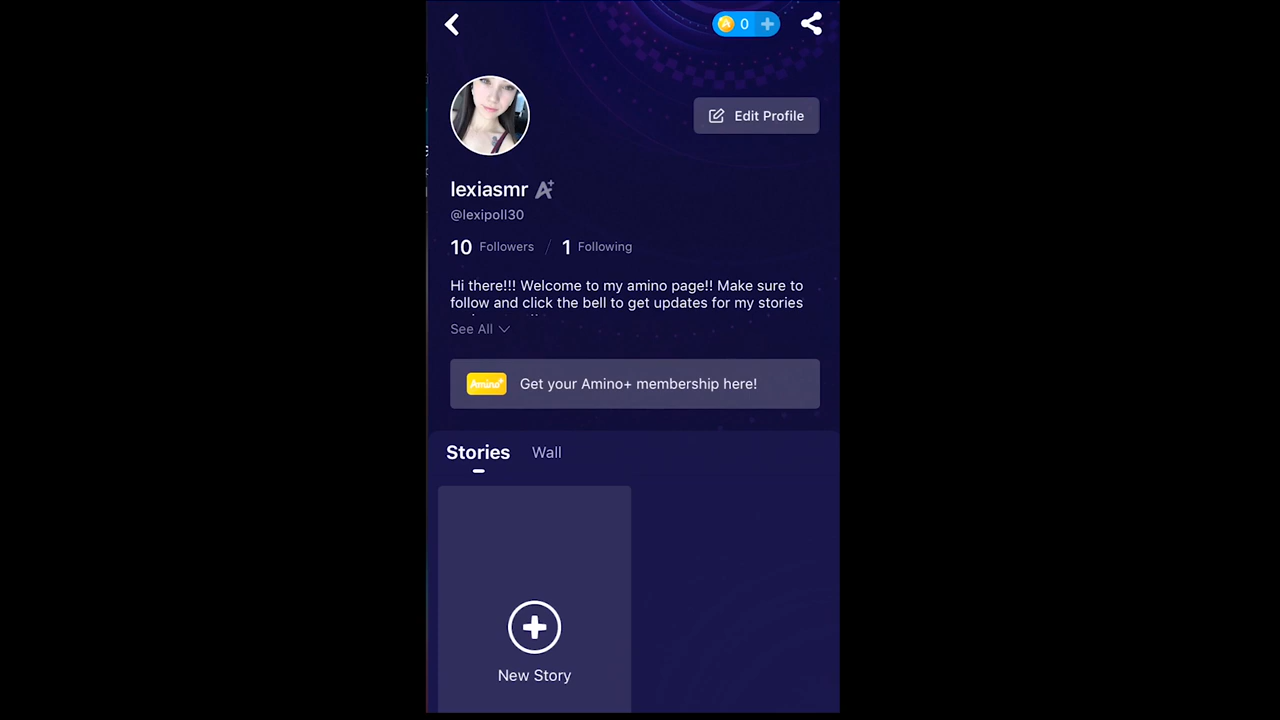 0
Edit Profile
lexiasmr
@lexipoll30
10 Followers / 1 Following
Hi there!!! Welcome to my amino page!! Make sure to
follow and click the bell to get updates for my stories
See All
Amino+ Get your Amino+ membership here!
Stories Wall
New Story